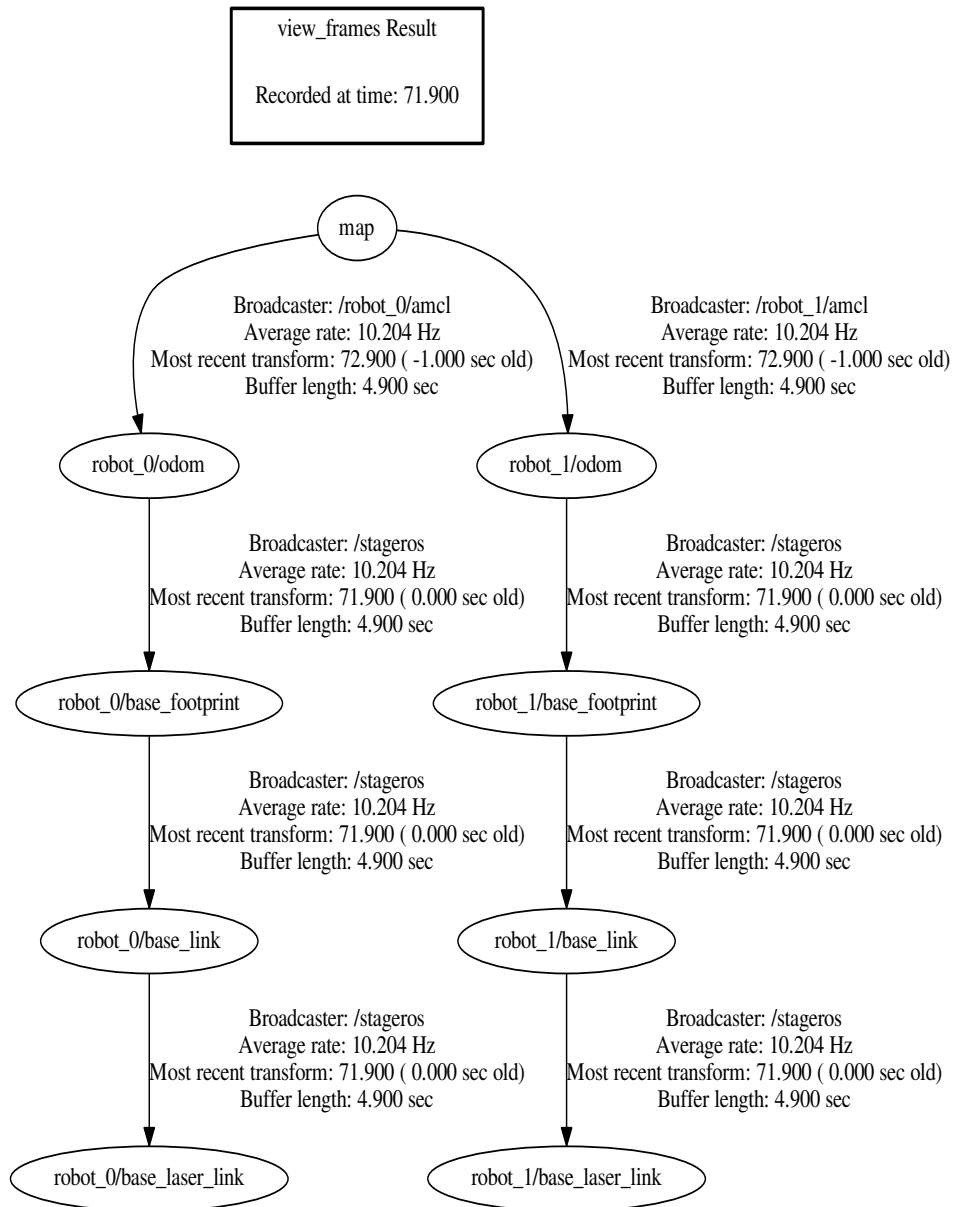 view_frames Result
Recorded at time: 71.900
map
Broadcaster: /robot_0/amcl
Average rate: 10.204 Hz
Most recent transform: 72.900 ( -1.000 sec old)
Buffer length: 4.900 sec
Broadcaster: /robot_1/amcl
Average rate: 10.204 Hz
Most recent transform: 72.900 ( -1.000 sec old)
Buffer length: 4.900 sec
robot_0/odom
robot_1/odom
Broadcaster: /stageros
Average rate: 10.204 Hz
Most recent transform: 71.900 ( 0.000 sec old)
Buffer length: 4.900 sec
Broadcaster: /stageros
Average rate: 10.204 Hz
Most recent transform: 71.900 ( 0.000 sec old)
Buffer length: 4.900 sec
robot_0/base_footprint
robot_1/base_footprint
Broadcaster: /stageros
Average rate: 10.204 Hz
Most recent transform: 71.900 ( 0.000 sec old)
Buffer length: 4.900 sec
Broadcaster: /stageros
Average rate: 10.204 Hz
Most recent transform: 71.900 ( 0.000 sec old)
Buffer length: 4.900 sec
robot_0/base_link
robot_1/base_link
Broadcaster: /stageros
Average rate: 10.204 Hz
Most recent transform: 71.900 ( 0.000 sec old)
Buffer length: 4.900 sec
Broadcaster: /stageros
Average rate: 10.204 Hz
Most recent transform: 71.900 ( 0.000 sec old)
Buffer length: 4.900 sec
robot_0/base_laser_link
robot_1/base_laser_link